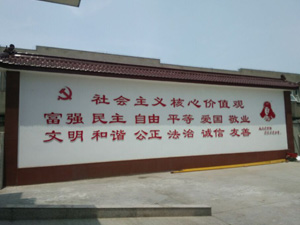 社会主义核心价值观
富强 民主 自由 平等 爱国 敬业
文明 和谐 公正 法治 诚信 友善